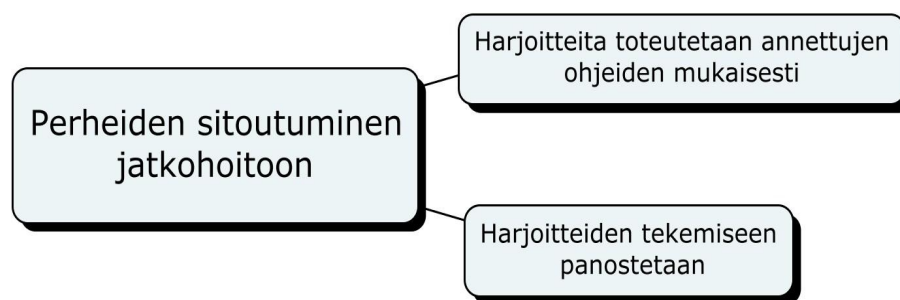 Perheiden sitoutuminen
jatkohoitoon
Harjoitteita toteutetaan annettujen
ohjeiden mukaisesti
Harjoitteiden tekemiseen
panostetaan